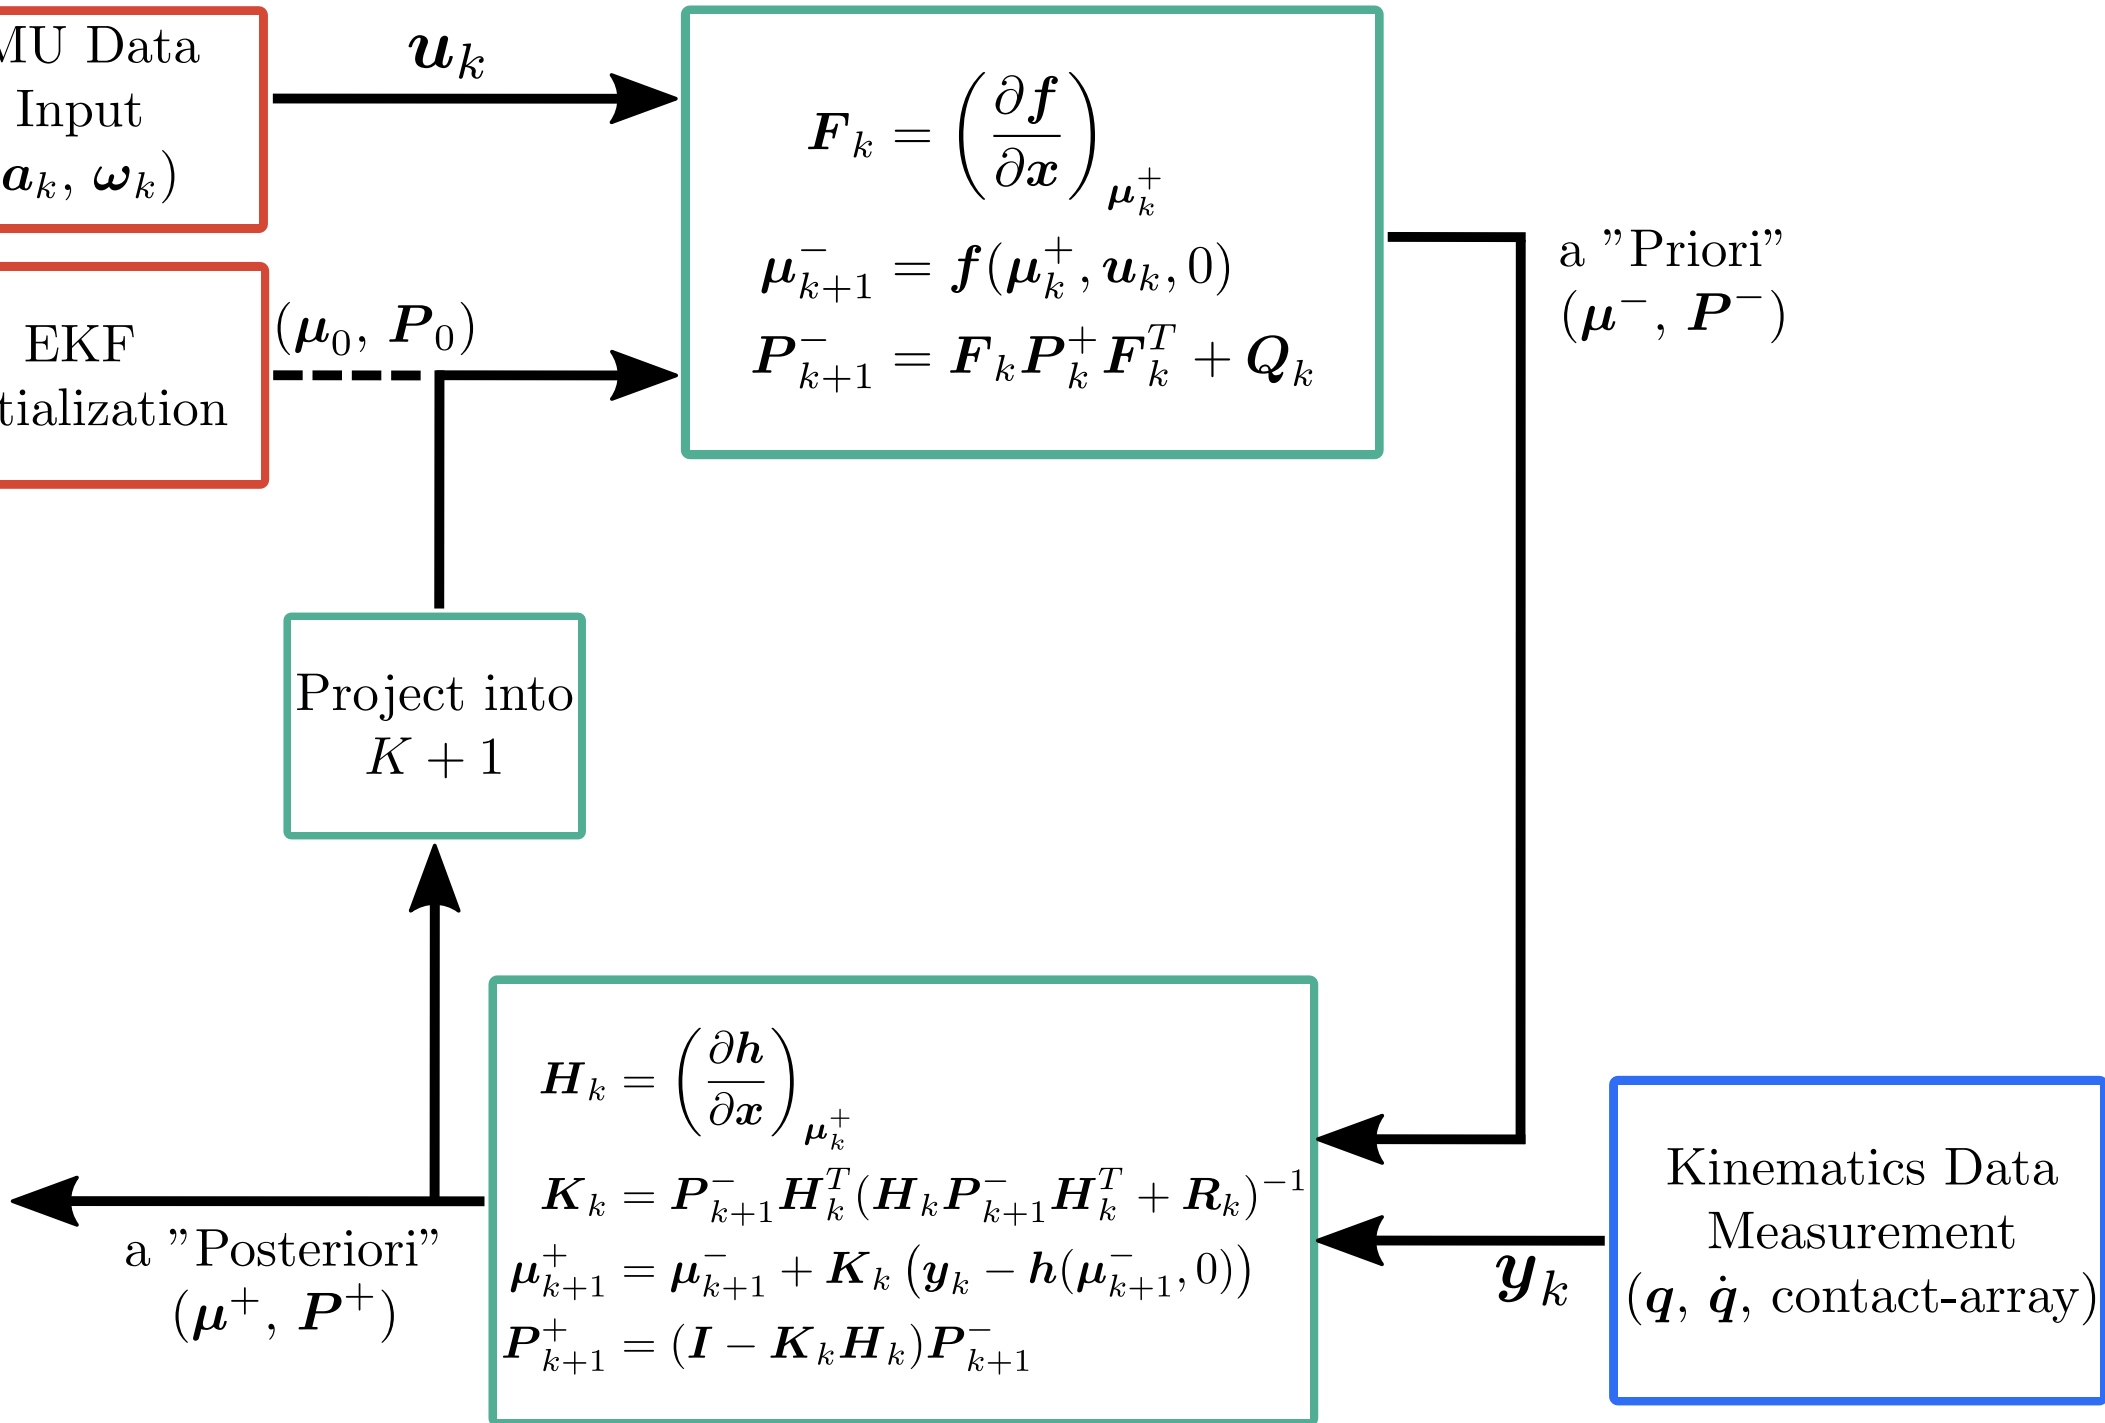 MU Data
Input
a_k, ω_k)
u_k
F_k = (∂f/∂x)_{μ_k^+}
μ_{k+1}^- = f(μ_k^+, u_k, 0)
P_{k+1}^- = F_k P_k^+ F_k^T + Q_k
a ”Priori”
(μ^-, P^-)
EKF
tialization
(μ_0, P_0)
Project into
K + 1
H_k = (∂h/∂x)_{μ_k^+}
K_k = P_{k+1}^- H_k^T (H_k P_{k+1}^- H_k^T + R_k)^{-1}
μ_{k+1}^+ = μ_{k+1}^- + K_k (y_k − h(μ_{k+1}^-, 0))
P_{k+1}^+ = (I − K_k H_k) P_{k+1}^-
a ”Posteriori”
(μ^+, P^+)
y_k
Kinematics Data
Measurement
(q, q̇, contact-array)